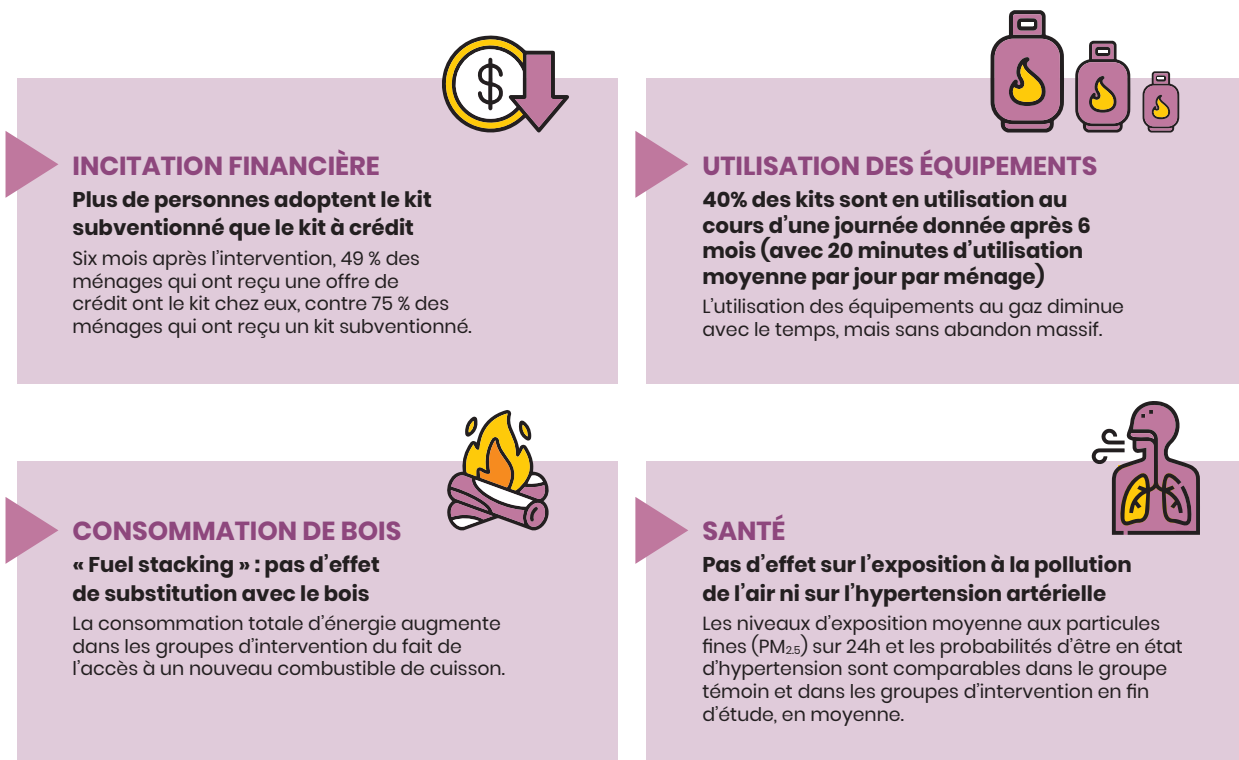 $
INCITATION FINANCIÈRE
Plus de personnes adoptent le kit
subventionné que le kit à crédit
Six mois après l'intervention, 49 % des
ménages qui ont reçu une offre de
crédit ont le kit chez eux, contre 75 % des
ménages qui ont reçu un kit subventionné.
UTILISATION DES ÉQUIPEMENTS
40% des kits sont en utilisation au
cours d'une journée donnée après 6
mois (avec 20 minutes d'utilisation
moyenne par jour par ménage)
L'utilisation des équipements au gaz diminue
avec le temps, mais sans abandon massif.
CONSOMMATION DE BOIS
« Fuel stacking » : pas d'effet
de substitution avec le bois
La consommation totale d'énergie augmente
dans les groupes d'intervention du fait de
l'accès à un nouveau combustible de cuisson.
SANTÉ
Pas d'effet sur l'exposition à la pollution
de l'air ni sur l'hypertension artérielle
Les niveaux d'exposition moyenne aux particules
fines (PM2.5) sur 24h et les probabilités d'être en état
d'hypertension sont comparables dans le groupe
témoin et dans les groupes d'intervention en fin
d'étude, en moyenne.